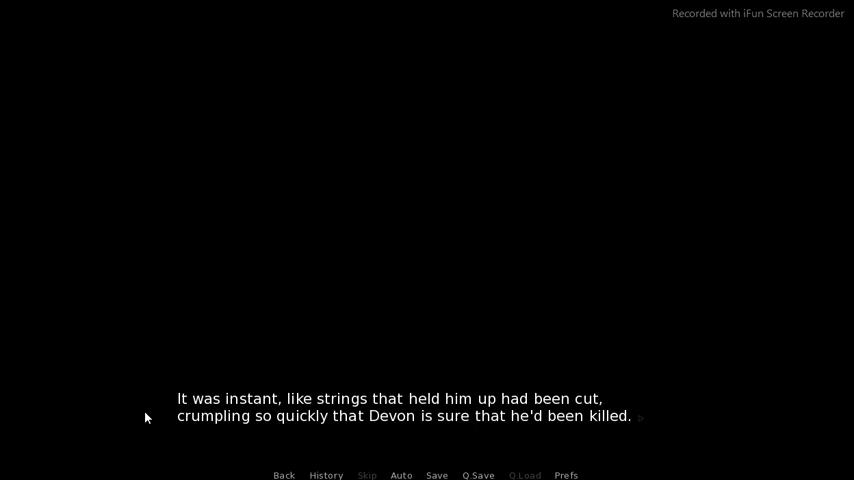 Recorded with iFun Screen Recorder
It was instant, like strings that held him up had been cut,
crumpling so quickly that Devon is sure that he'd been killed.
Back History Skip Auto Save Q.Save Q.Load Prefs